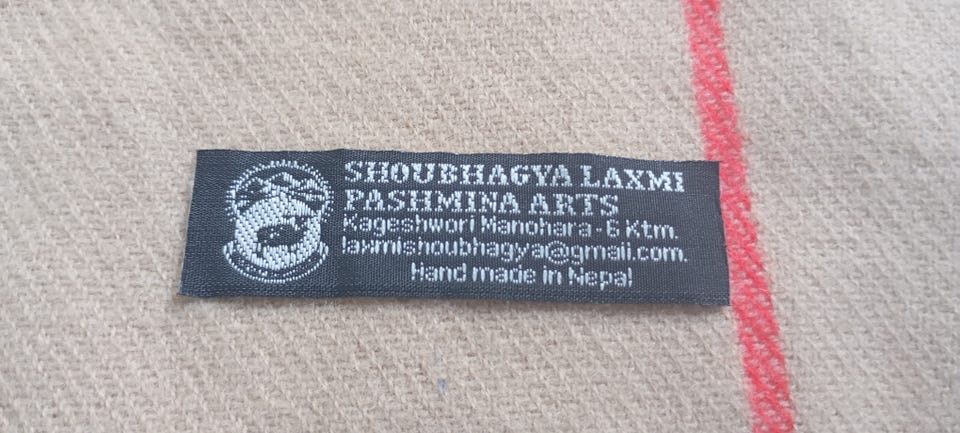 SHOUBHAGYA LAXMI
PASHMINA ARTS
Kageshwori Manohara-6 Ktm.
laxmishoubhagya@gmail.com.
Hand made in Nepal